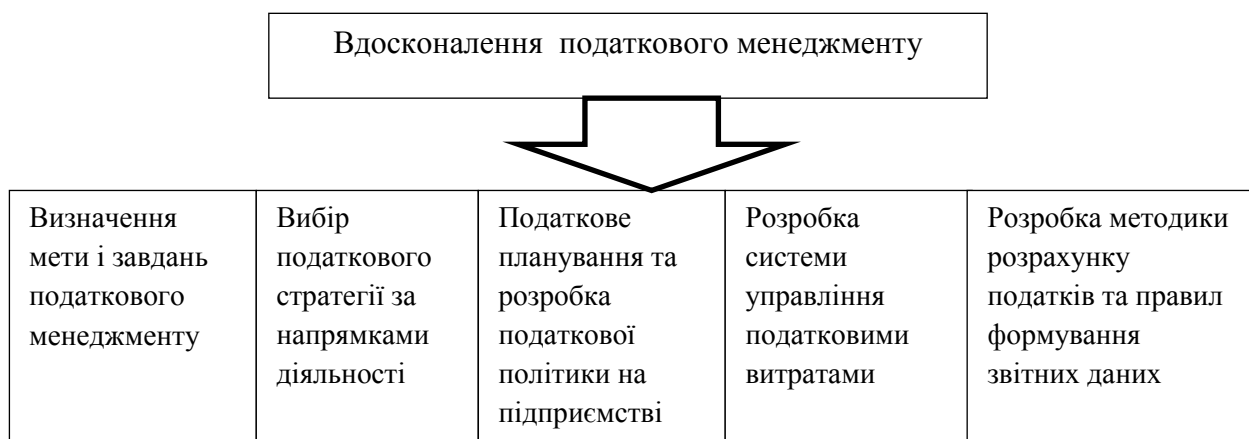 Вдосконалення податкового менеджменту
Визначення
мети і завдань
податкового
менеджменту
Вибір
податкового
стратегії за
напрямками
діяльності
Податкове
планування та
розробка
податкової
політики на
підприємстві
Розробка
системи
управління
податковими
витратами
Розробка методики
розрахунку
податків та правил
формування
звітних даних